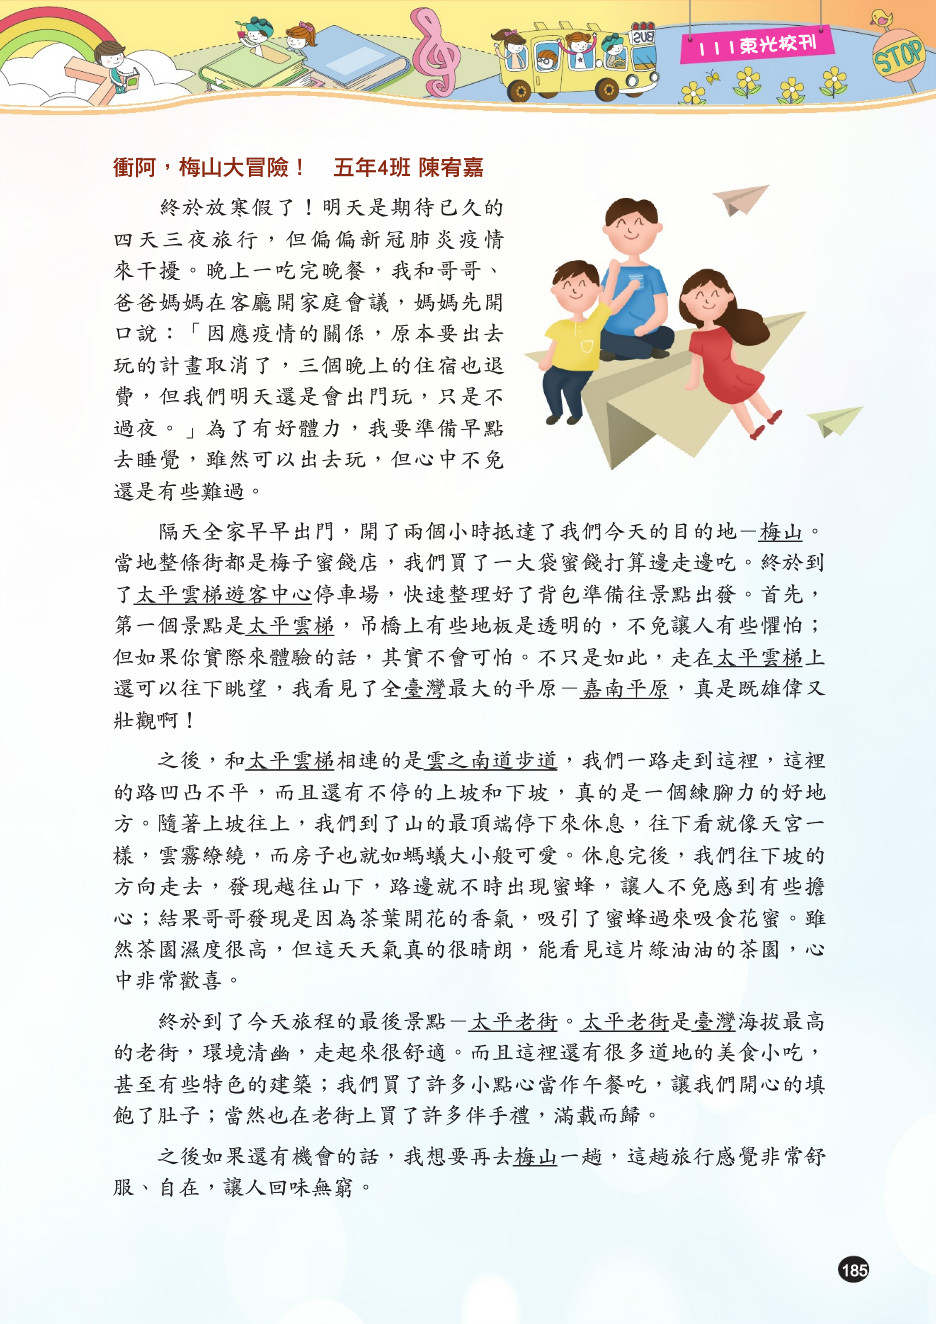 111東光校刊
BUS
STOP
衝阿，梅山大冒險！　五年4班 陳宥嘉
終於放寒假了！明天是期待已久的
四天三夜旅行，但偏偏新冠肺炎疫情
來干擾。晚上一吃完晚餐，我和哥哥、
爸爸媽媽在客廳開家庭會議，媽媽先開
口說：「因應疫情的關係，原本要出去
玩的計畫取消了，三個晚上的住宿也退
費，但我們明天還是會出門玩，只是不
過夜。」為了有好體力，我要準備早點
去睡覺，雖然可以出去玩，但心中不免
還是有些難過。
隔天全家早早出門，開了兩個小時抵達了我們今天的目的地－梅山。
當地整條街都是梅子蜜餞店，我們買了一大袋蜜餞打算邊走邊吃。終於到
了太平雲梯遊客中心停車場，快速整理好了背包準備往景點出發。首先，
第一個景點是太平雲梯，吊橋上有些地板是透明的，不免讓人有些懼怕；
但如果你實際來體驗的話，其實不會可怕。不只是如此，走在太平雲梯上
還可以往下眺望，我看見了全臺灣最大的平原－嘉南平原，真是既雄偉又
壯觀啊！
之後，和太平雲梯相連的是雲之南道步道，我們一路走到這裡，這裡
的路凹凸不平，而且還有不停的上坡和下坡，真的是一個練腳力的好地
方。隨著上坡往上，我們到了山的最頂端停下來休息，往下看就像天宮一
樣，雲霧繚繞，而房子也就如螞蟻大小般可愛。休息完後，我們往下坡的
方向走去，發現越往山下，路邊就不時出現蜜蜂，讓人不免感到有些擔
心；結果哥哥發現是因為茶葉開花的香氣，吸引了蜜蜂過來吸食花蜜。雖
然茶園濕度很高，但這天天氣真的很晴朗，能看見這片綠油油的茶園，心
中非常歡喜。
終於到了今天旅程的最後景點－太平老街。太平老街是臺灣海拔最高
的老街，環境清幽，走起來很舒適。而且這裡還有很多道地的美食小吃，
甚至有些特色的建築；我們買了許多小點心當作午餐吃，讓我們開心的填
飽了肚子；當然也在老街上買了許多伴手禮，滿載而歸。
之後如果還有機會的話，我想要再去梅山一趟，這趟旅行感覺非常舒
服、自在，讓人回味無窮。
185